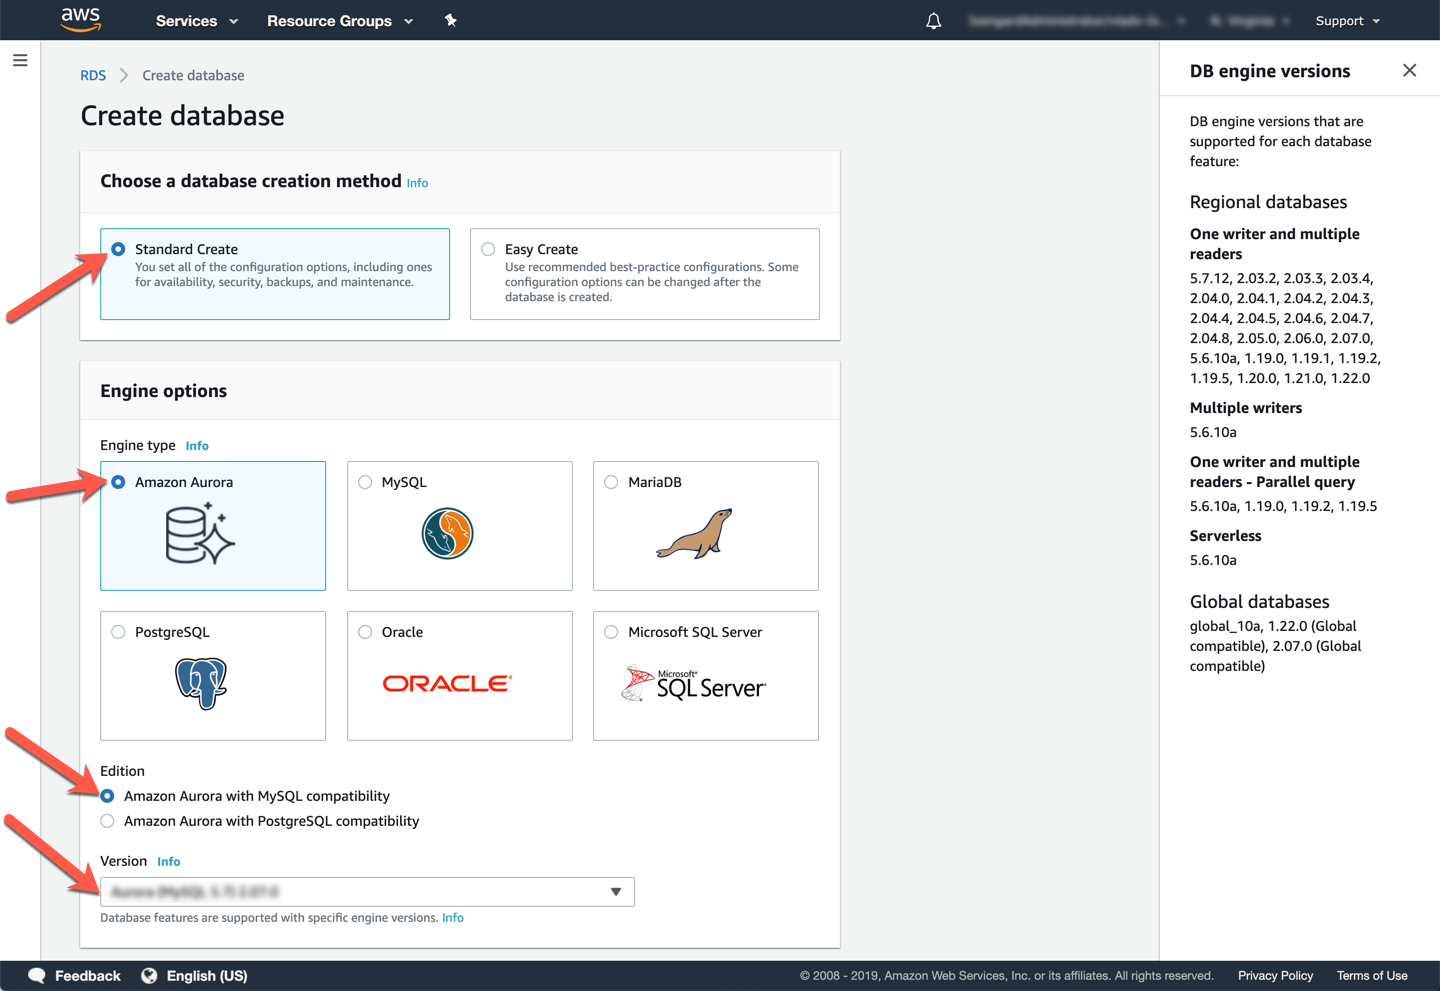 aws Services Resource Groups Support
RDS Create database
Create database
Choose a database creation method Info
Standard Create
You set all of the configuration options, including ones
for availability, security, backups, and maintenance.
Easy Create
Use recommended best-practice configurations. Some
configuration options can be changed after the
database is created.
Engine options
Engine type Info
Amazon Aurora
MySQL
MariaDB
PostgreSQL
Oracle
ORACLE
Microsoft SQL Server
Microsoft®
SQL Server
Edition
Amazon Aurora with MySQL compatibility
Amazon Aurora with PostgreSQL compatibility
Version Info
Database features are supported with specific engine versions. Info
DB engine versions
DB engine versions that are
supported for each database
feature:
Regional databases
One writer and multiple
readers
5.7.12, 2.03.2, 2.03.3, 2.03.4,
2.04.0, 2.04.1, 2.04.2, 2.04.3,
2.04.4, 2.04.5, 2.04.6, 2.04.7,
2.04.8, 2.05.0, 2.06.0, 2.07.0,
5.6.10a, 1.19.0, 1.19.1, 1.19.2,
1.19.5, 1.20.0, 1.21.0, 1.22.0
Multiple writers
5.6.10a
One writer and multiple
readers - Parallel query
5.6.10a, 1.19.0, 1.19.2, 1.19.5
Serverless
5.6.10a
Global databases
global_10a, 1.22.0 (Global
compatible), 2.07.0 (Global
compatible)
Feedback English (US) © 2008 - 2019, Amazon Web Services, Inc. or its affiliates. All rights reserved. Privacy Policy Terms of Use